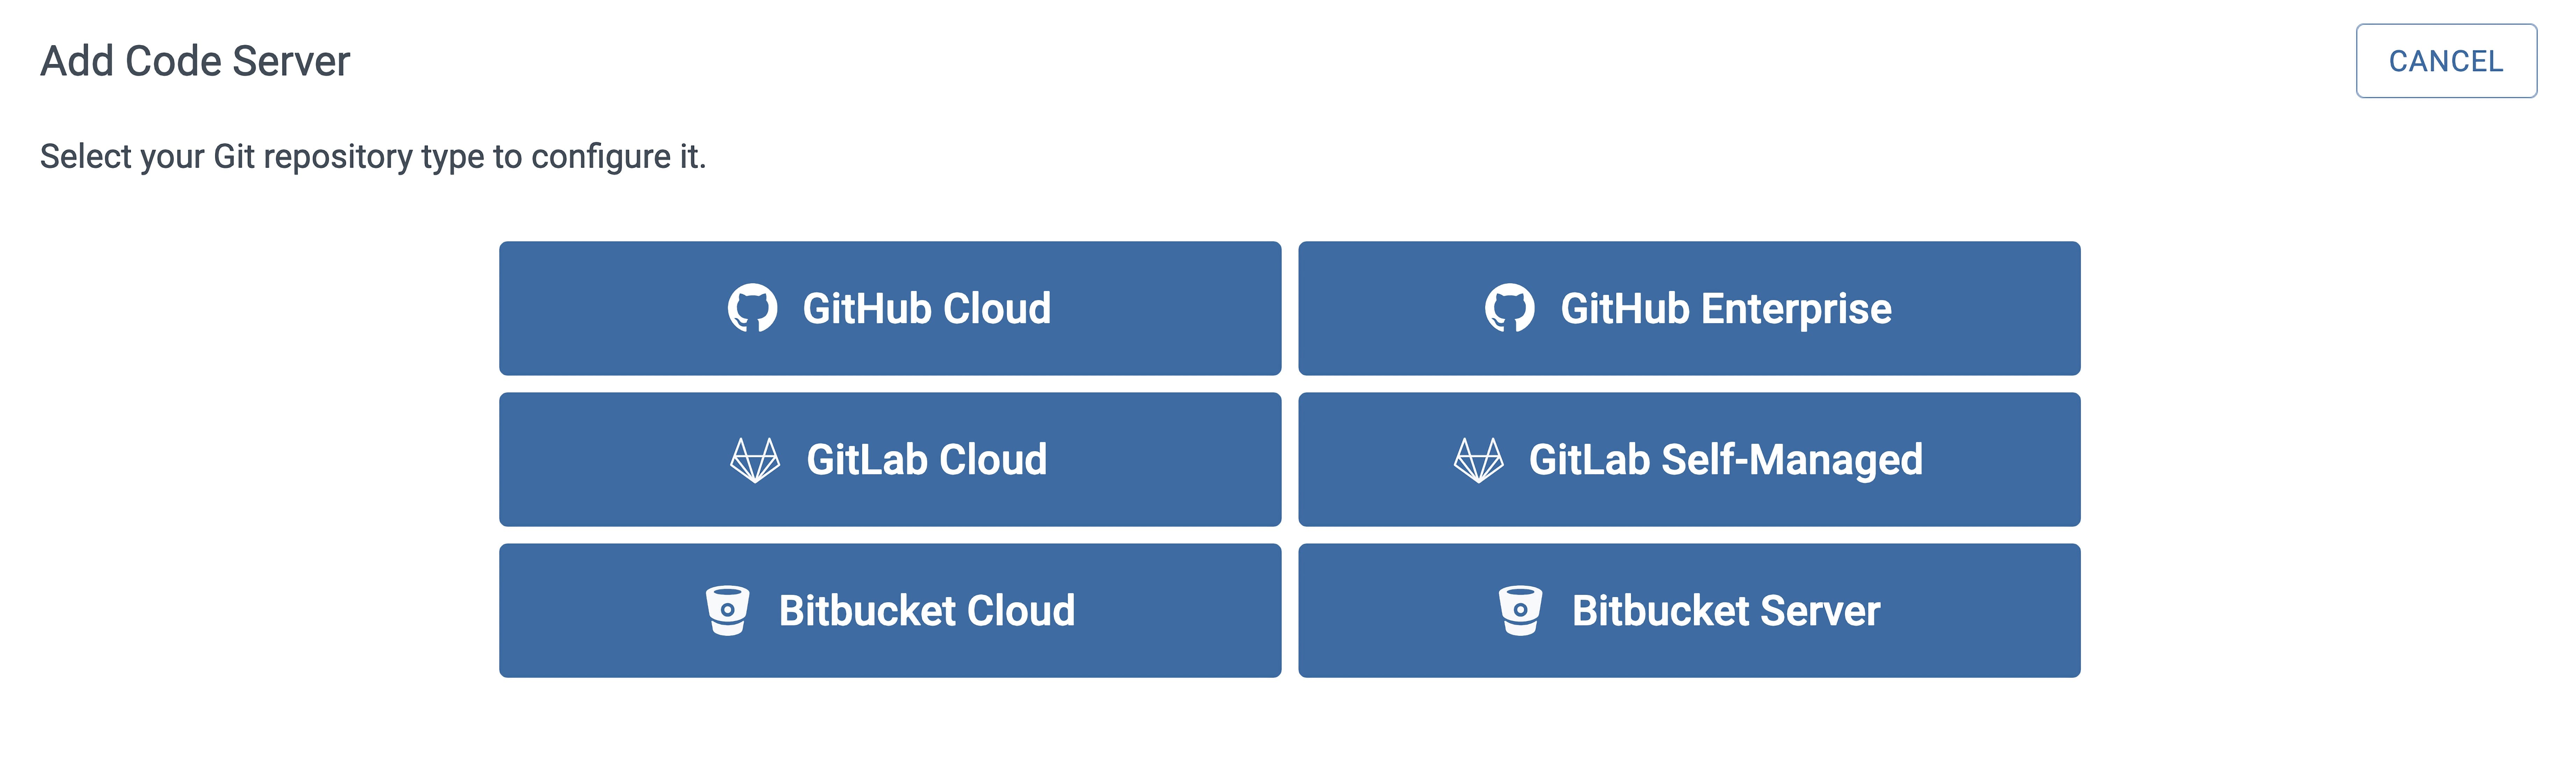 Add Code Server
CANCEL
Select your Git repository type to configure it.
GitHub Cloud
GitHub Enterprise
GitLab Cloud
GitLab Self-Managed
Bitbucket Cloud
Bitbucket Server